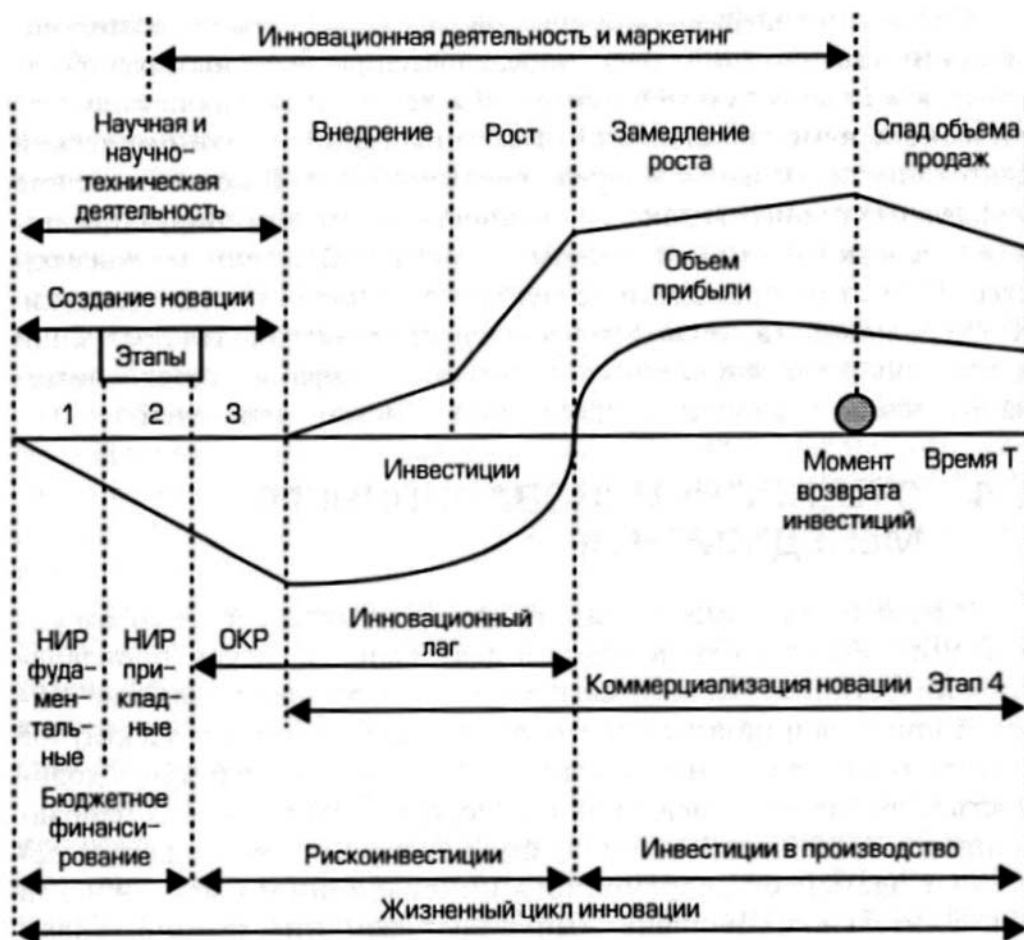 Инновационная деятельность и маркетинг
Научная и
научно-
техническая
деятельность
Внедрение
Рост
Замедление
роста
Спад объема
продаж
Создание новации
Объем
прибыли
Этапы
1
2
3
Инвестиции
Момент
возврата
инвестиций
Время Т
НИР
фуда-
мен-
таль-
ные
НИР
при-
клад-
ные
ОКР
Инновационный
лаг
Коммерциализация новации Этап 4
Бюджетное
финанси-
рование
Рискоинвестиции
Инвестиции в производство
Жизненный цикл инновации